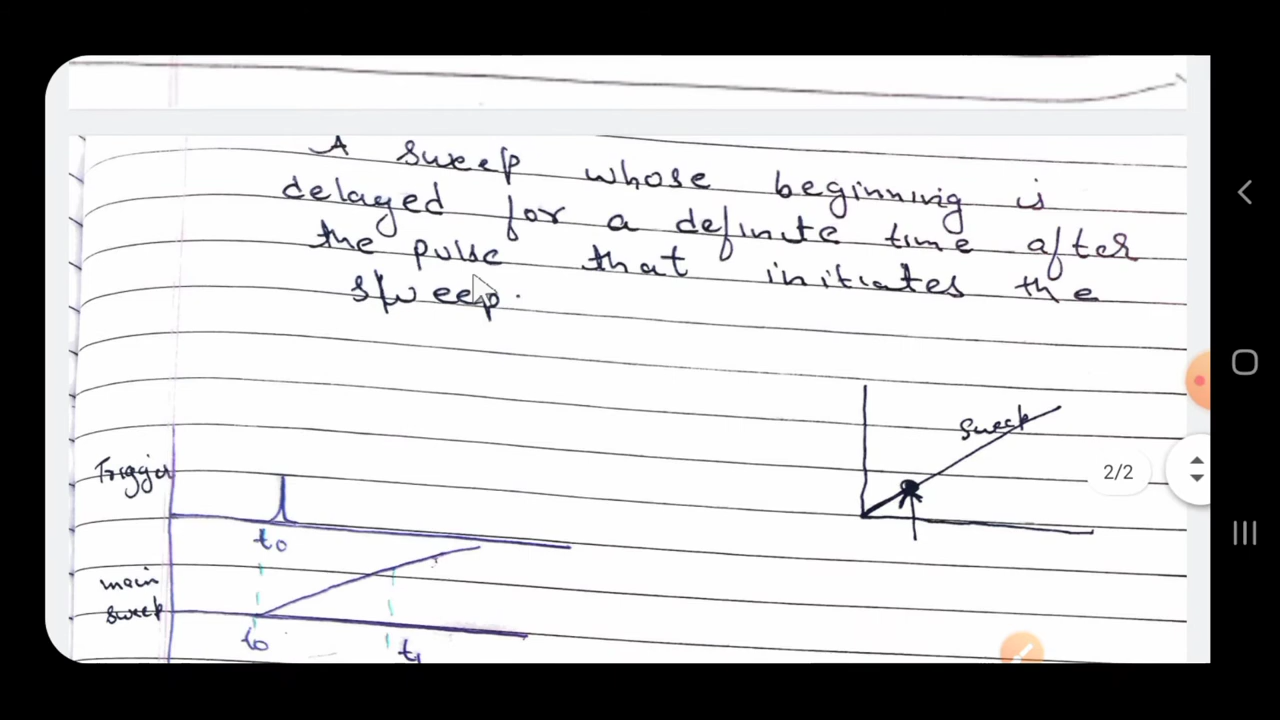 A sweep whose beginning is
delayed for a definite time after
the pulse that initiates the
sweep.
Sweep
Trigger
2/2
t0
main
sweep
t0
t1